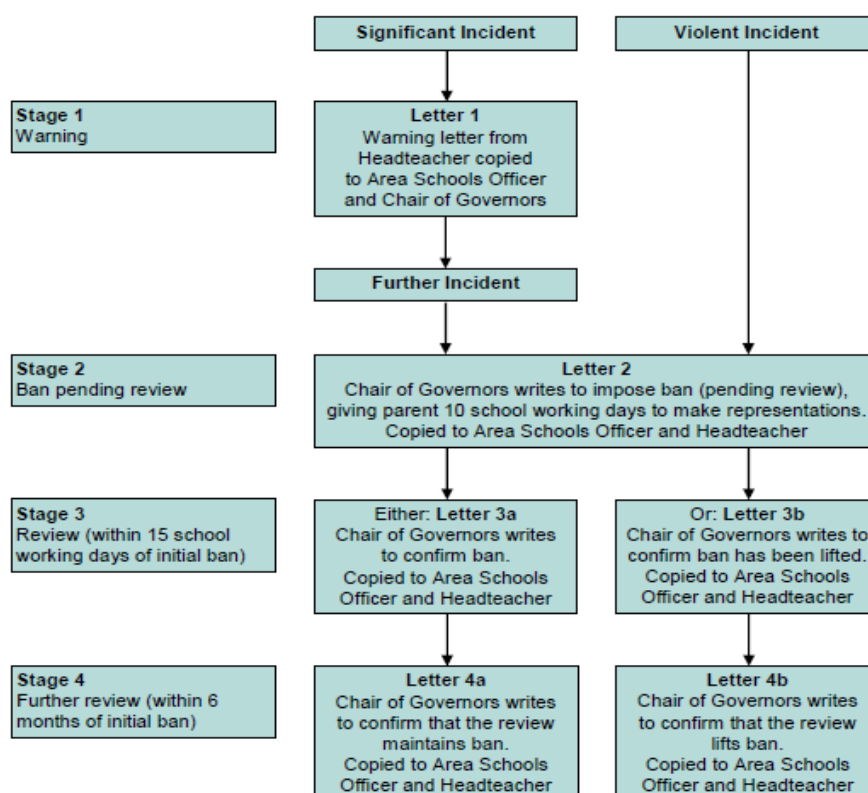 Significant Incident
Violent Incident
Stage 1
Warning
Letter 1
Warning letter from
Headteacher copied
to Area Schools Officer
and Chair of Governors
Further Incident
Stage 2
Ban pending review
Letter 2
Chair of Governors writes to impose ban (pending review),
giving parent 10 school working days to make representations.
Copied to Area Schools Officer and Headteacher
Stage 3
Review (within 15 school
working days of initial ban)
Either: Letter 3a
Chair of Governors writes
to confirm ban.
Copied to Area Schools
Officer and Headteacher
Or: Letter 3b
Chair of Governors writes to
confirm ban has been lifted.
Copied to Area Schools
Officer and Headteacher
Stage 4
Further review (within 6
months of initial ban)
Letter 4a
Chair of Governors writes
to confirm that the review
maintains ban.
Copied to Area Schools
Officer and Headteacher
Letter 4b
Chair of Governors writes
to confirm that the review
lifts ban.
Copied to Area Schools
Officer and Headteacher